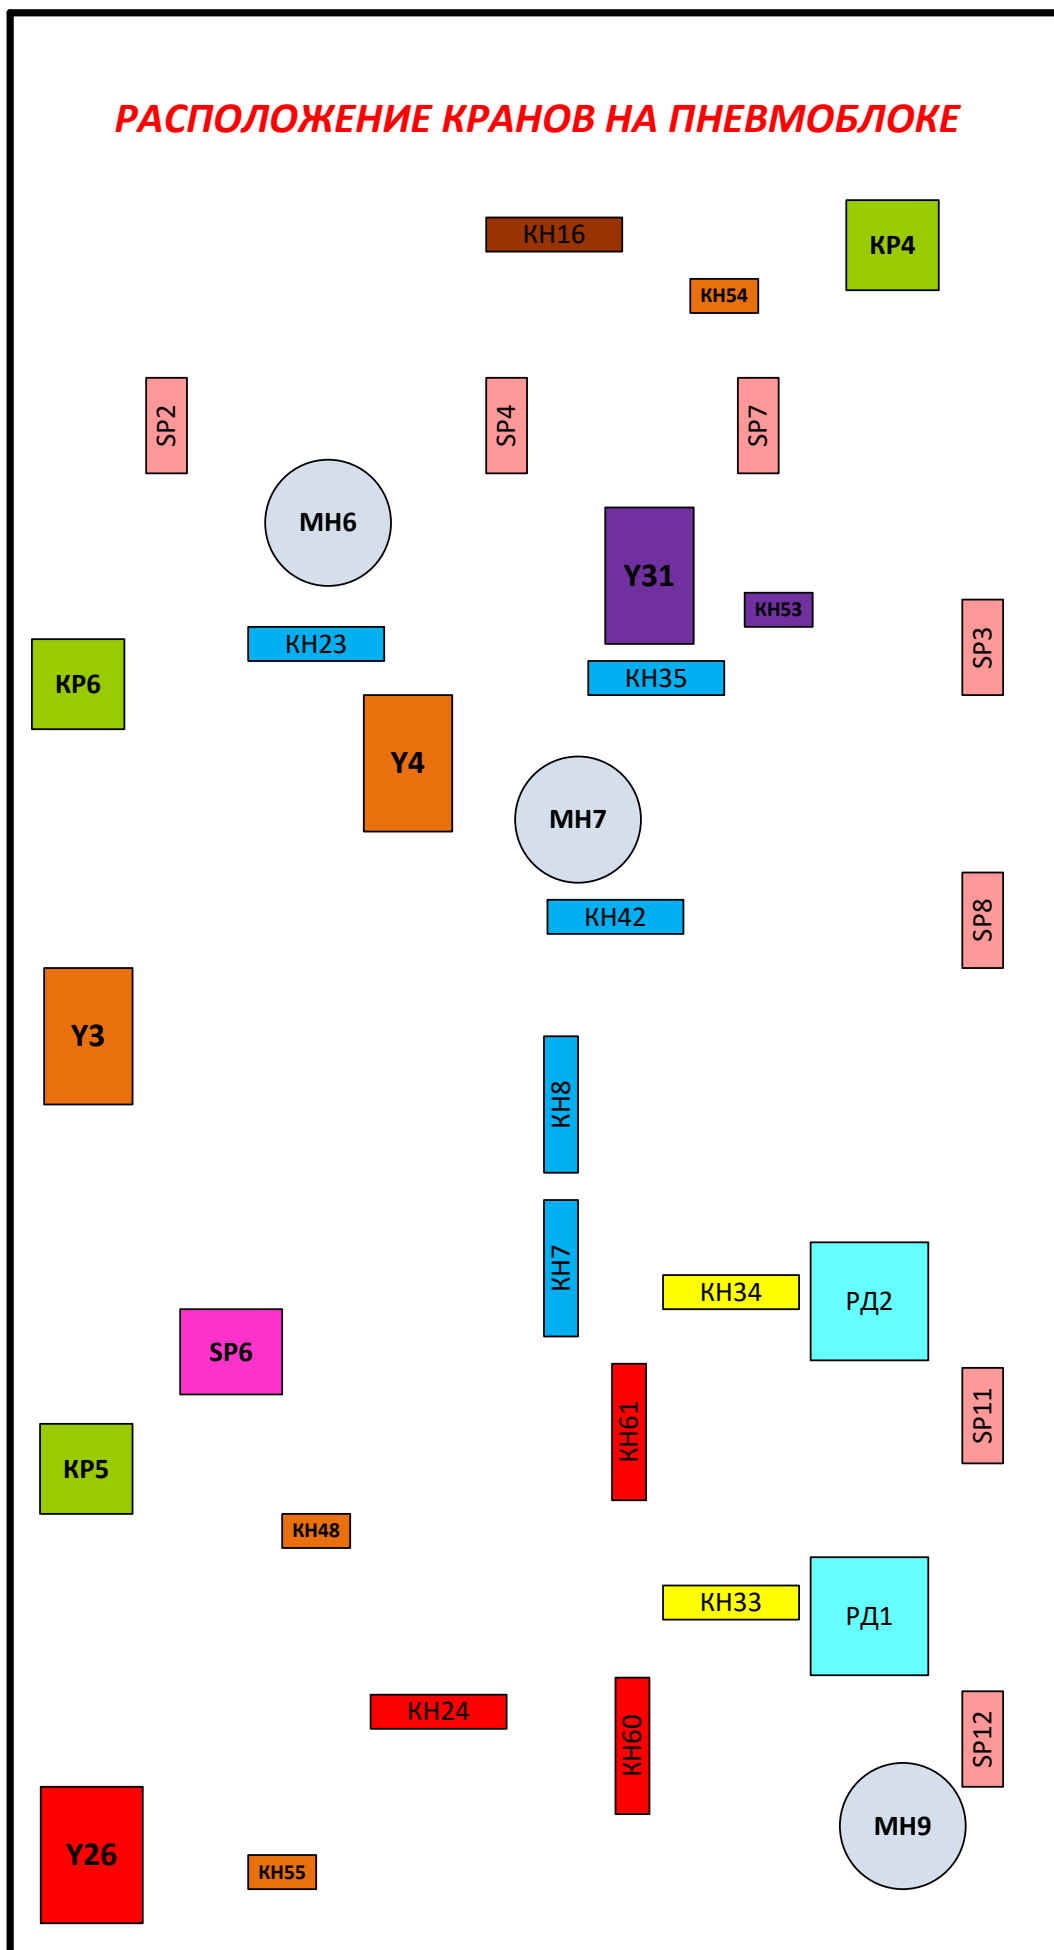 РАСПОЛОЖЕНИЕ КРАНОВ НА ПНЕВМОБЛОКЕ
КН16
КР4
КН54
SP2
SP4
SP7
МН6
Y31
КН53
SP3
КН23
КН35
КР6
Y4
МН7
КН42
SP8
Y3
КН8
КН7
КН34
РД2
SP6
SP11
КН61
КР5
КН48
КН33
РД1
КН24
КН60
SP12
МН9
Y26
КН55